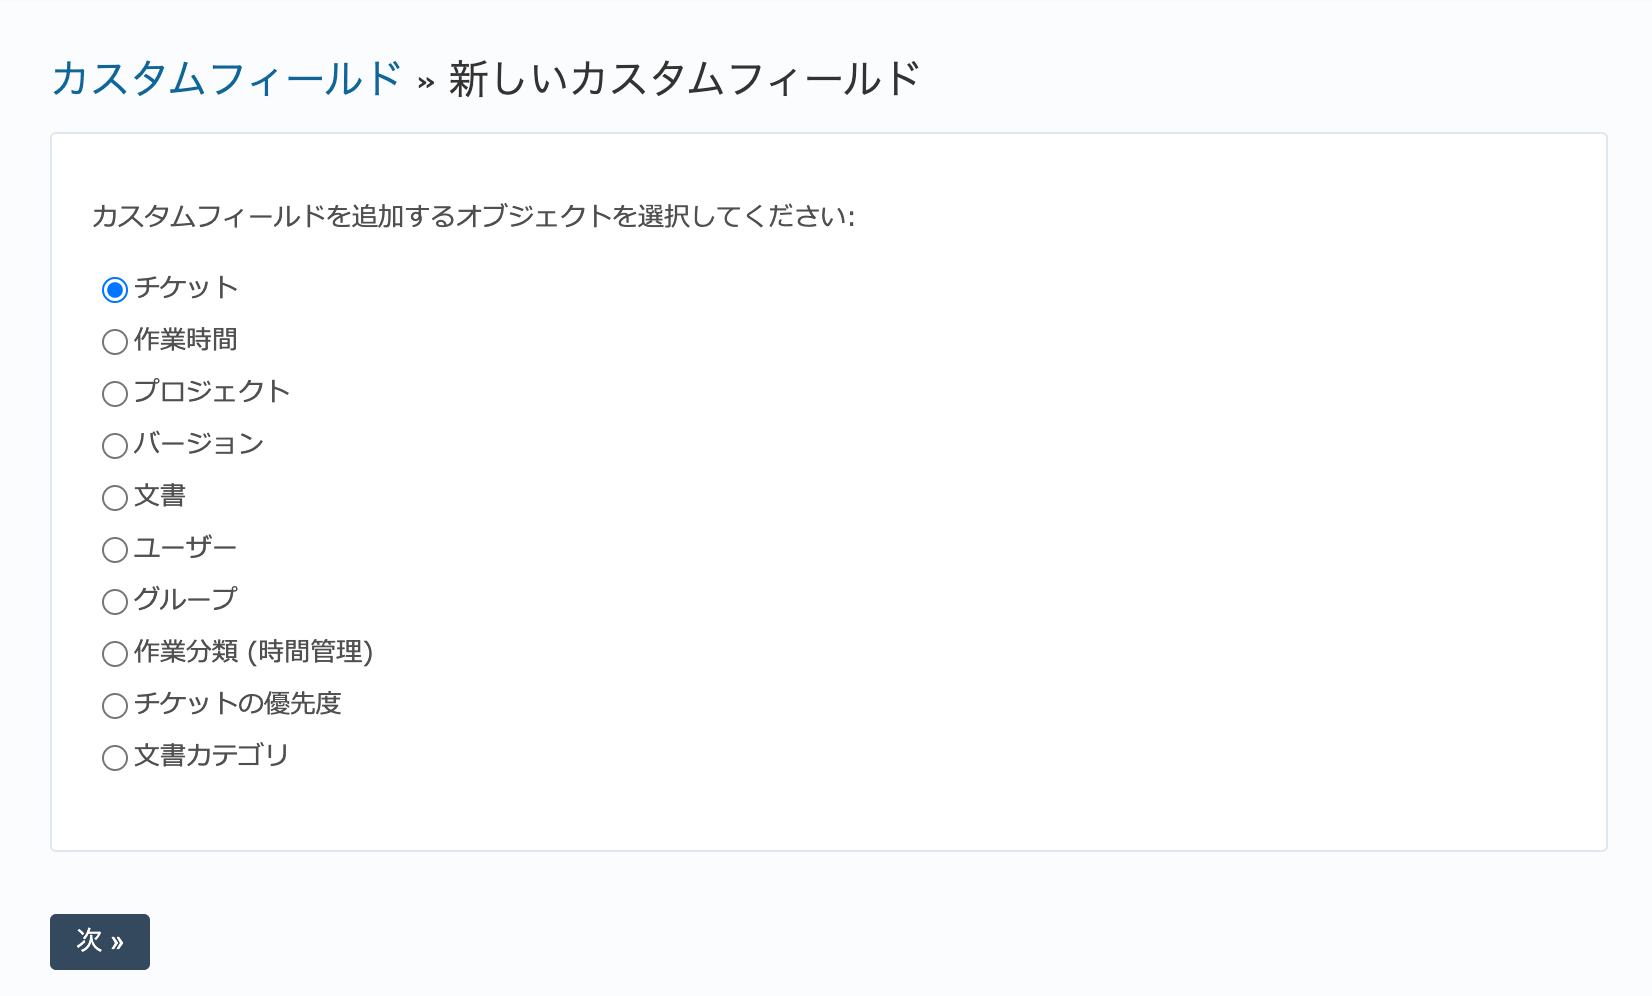 カスタムフィールド » 新しいカスタムフィールド
カスタムフィールドを追加するオブジェクトを選択してください:
チケット
作業時間
プロジェクト
バージョン
文書
ユーザー
グループ
作業分類 (時間管理)
チケットの優先度
文書カテゴリ
次 »